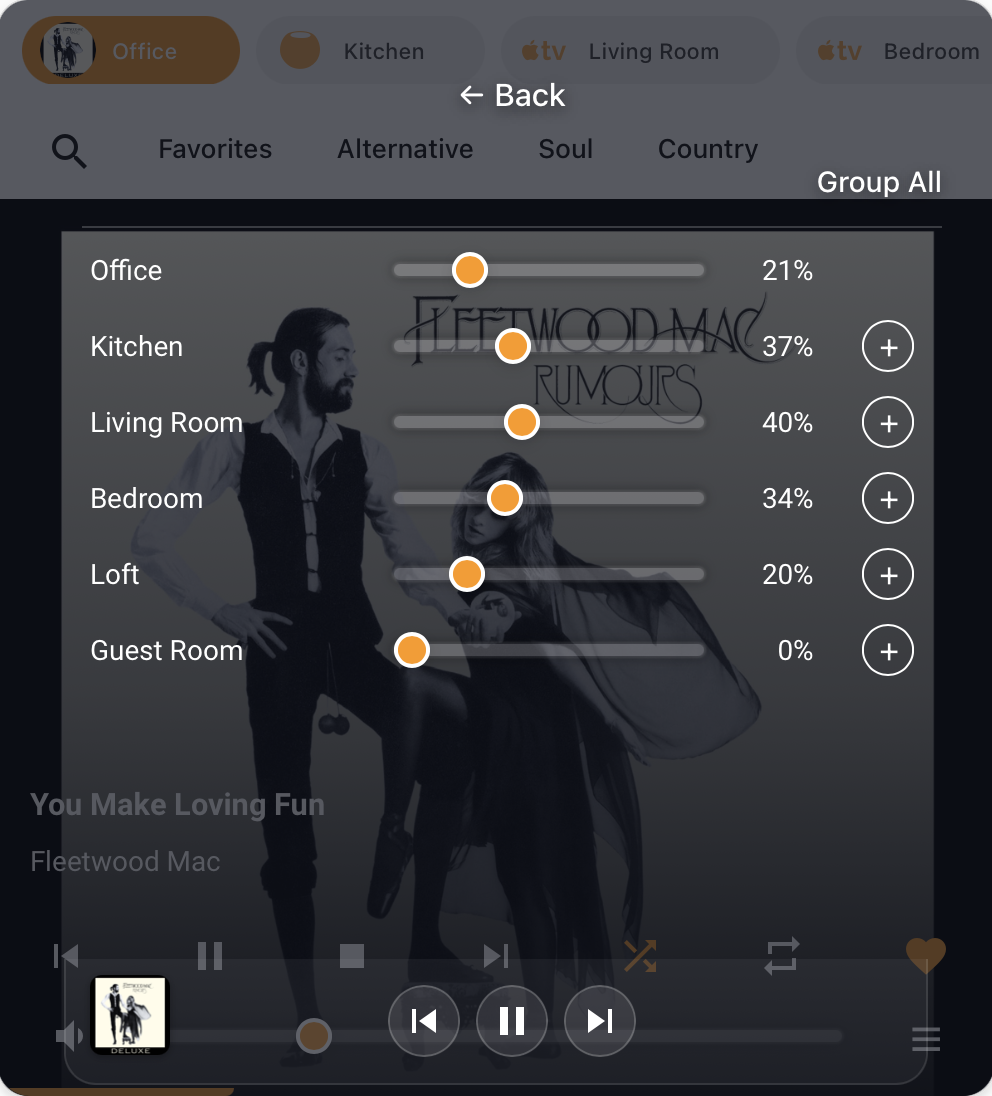 Office
Kitchen
tv
Living Room
tv
Bedroom
← Back
Favorites
Alternative
Soul
Country
Group All
Office
21%
FLEETWOOD MAC
Kitchen
37%
+
RUMOURS
Living Room
40%
+
Bedroom
34%
+
Loft
20%
+
Guest Room
0%
+
You Make Loving Fun
Fleetwood Mac
DELUXE